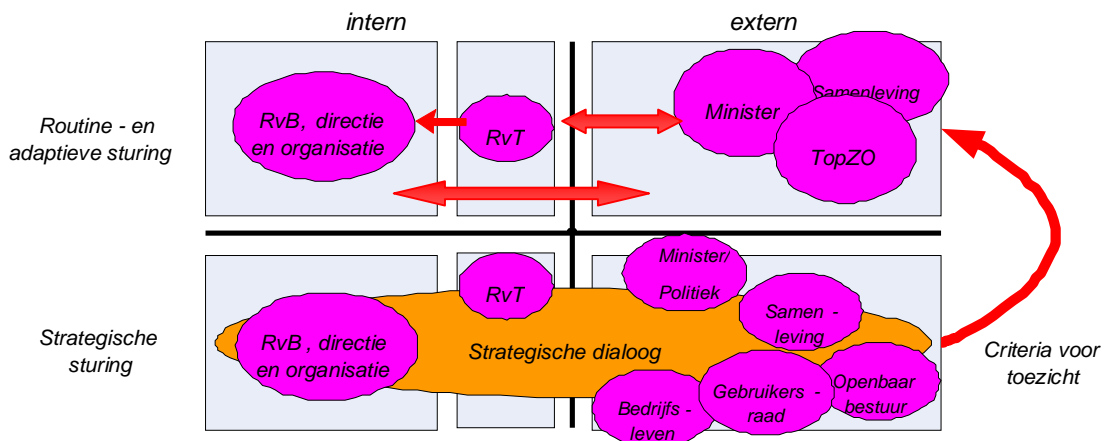 intern
extern
Routine - en
adaptieve sturing
RvB, directie
en organisatie
RvT
Minister
Samenleving
TopZO
Strategische
sturing
RvB , directie
en organisatie
RvT
Strategische dialoog
Minister/
Politiek
Samen -
leving
Bedrijfs -
leven
Gebruikers -
raad
Openbaar
bestuur
Criteria voor
toezicht